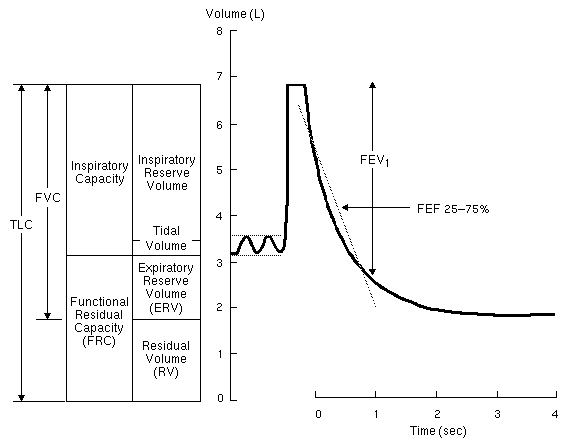 Volume (L)
8
7
6
5
4
3
2
1
0
TLC
FVC
Inspiratory
Capacity
Inspiratory
Reserve
Volume
Tidal
Volume
Functional
Residual
Capacity
(FRC)
Expiratory
Reserve
Volume
(ERV)
Residual
Volume
(RV)
FEV1
FEF 25–75%
0 1 2 3 4
Time (sec)